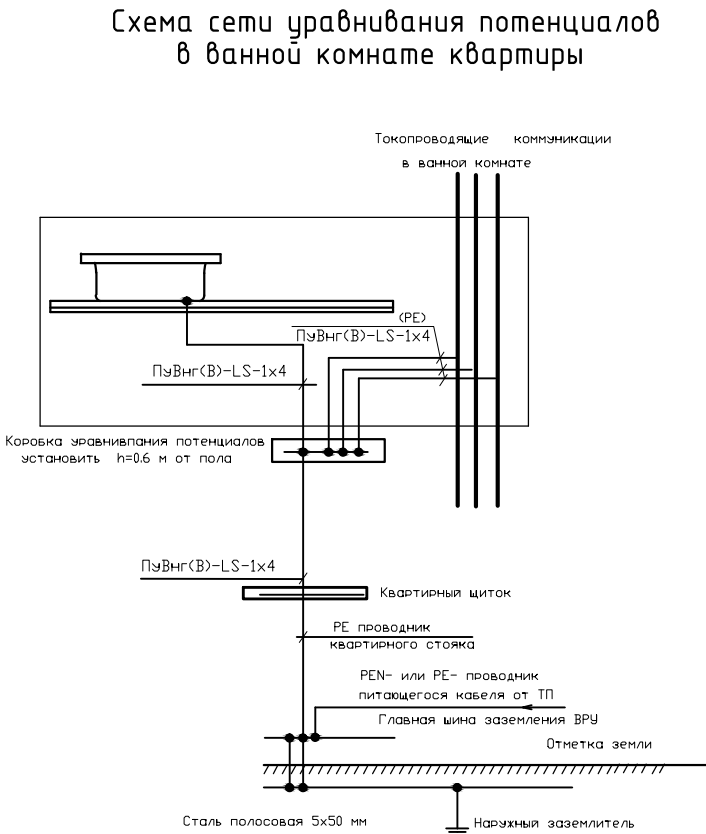 Схема сети уравнивания потенциалов
в ванной комнате квартиры
Токопроводящие коммуникации
в ванной комнате
(PE)
ПуВнг(В)-LS-1х4
ПуВнг(В)-LS-1х4
Коробка уравнивпания потенциалов
установить h=0.6 м от пола
ПуВнг(В)-LS-1х4
Квартирный щиток
PE проводник
квартирного стояка
PEN- или PE- проводник
питающегося кабеля от ТП
Главная шина заземления ВРУ
Отметка земли
Сталь полосовая 5х50 мм
Наружный заземлитель